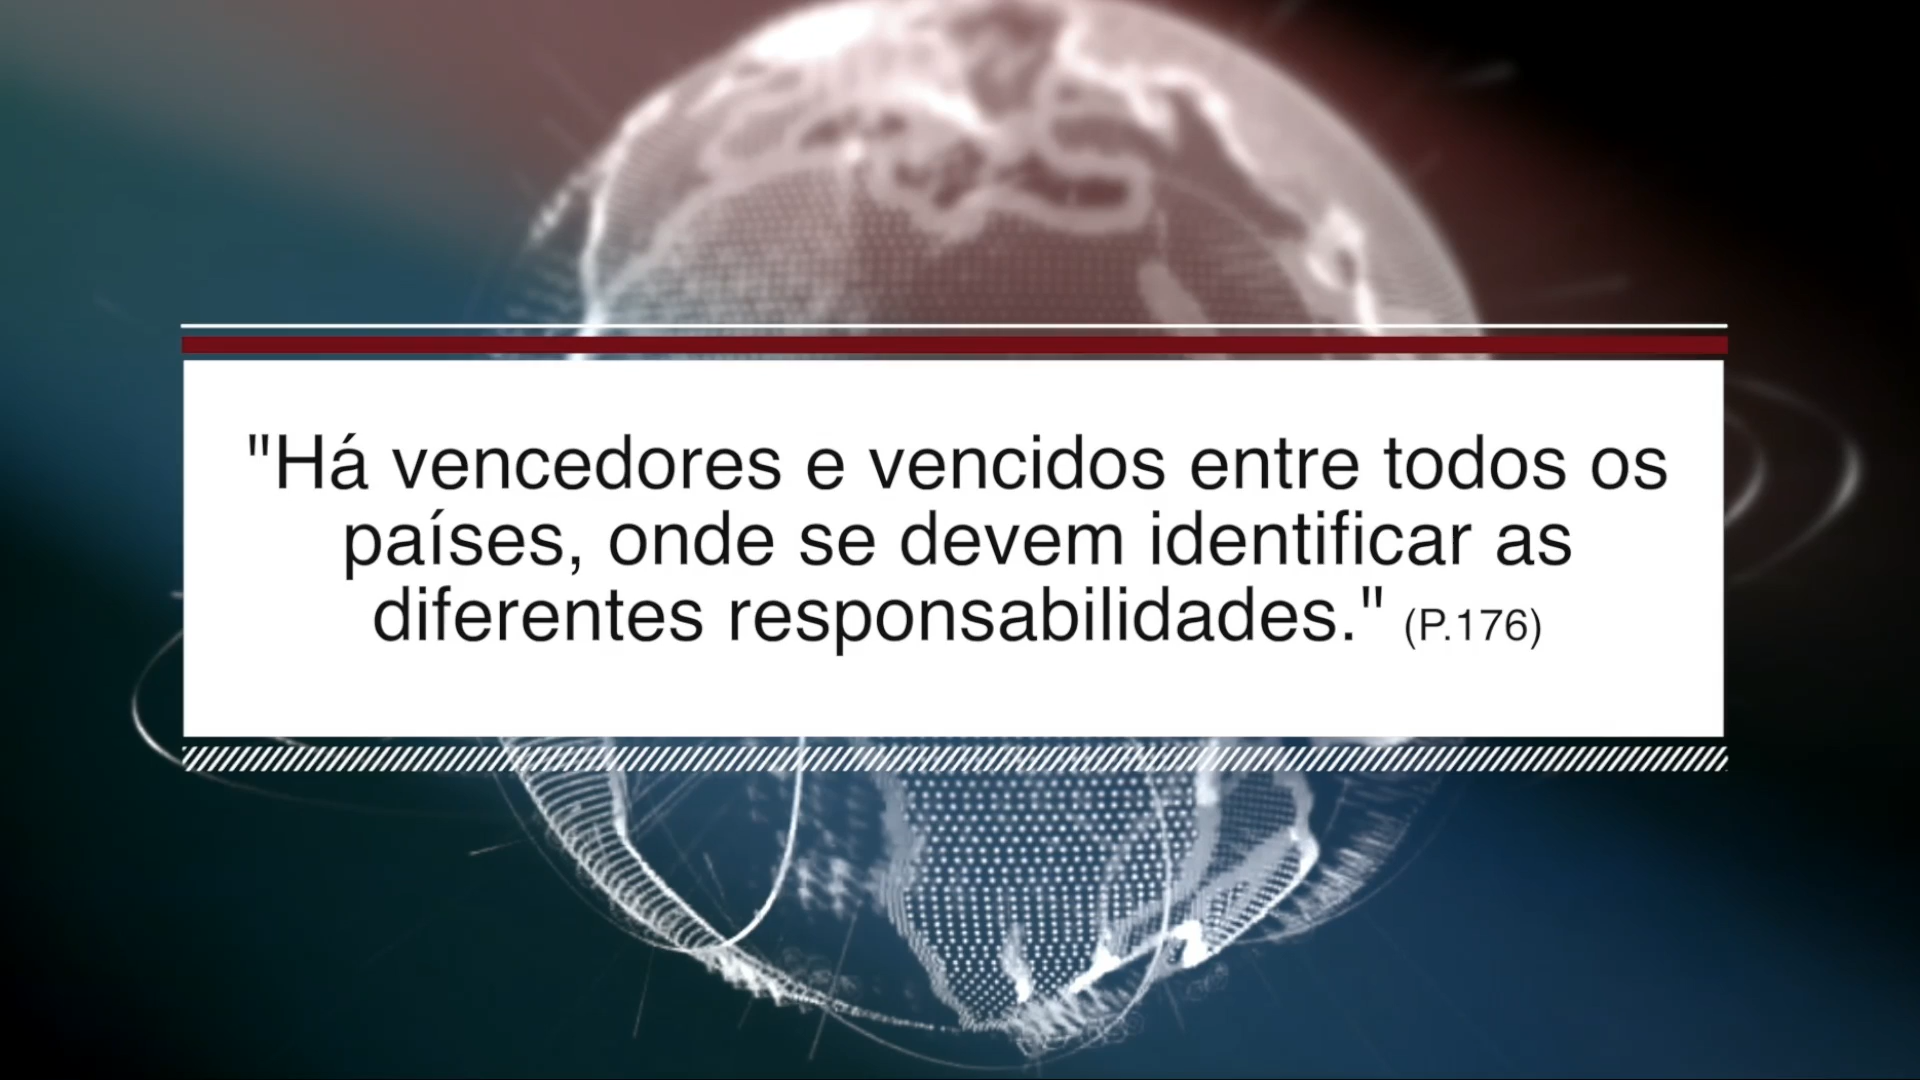 "Há vencedores e vencidos entre todos os
países, onde se devem identificar as
diferentes responsabilidades." (P.176)